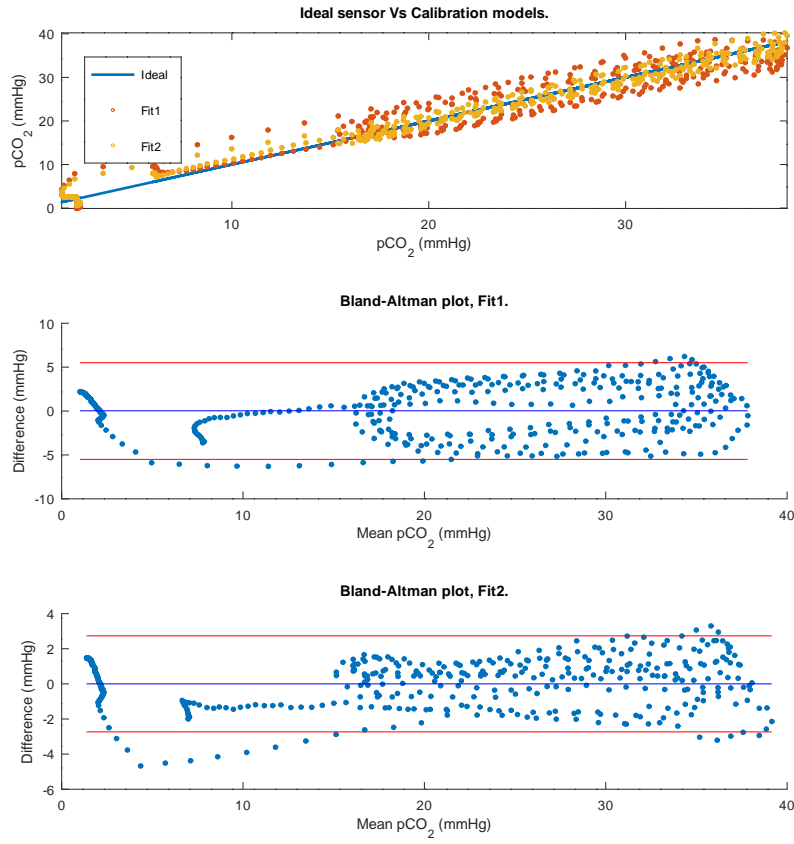 Ideal sensor Vs Calibration models.
pCO2 (mmHg)
40
30
20
10
0
Ideal
Fit1
Fit2
10 20 30
pCO2 (mmHg)
Bland-Altman plot, Fit1.
Difference (mmHg)
10
5
0
-5
-10
0 10 20 30 40
Mean pCO2 (mmHg)
Bland-Altman plot, Fit2.
Difference (mmHg)
4
2
0
-2
-4
-6
0 10 20 30 40
Mean pCO2 (mmHg)